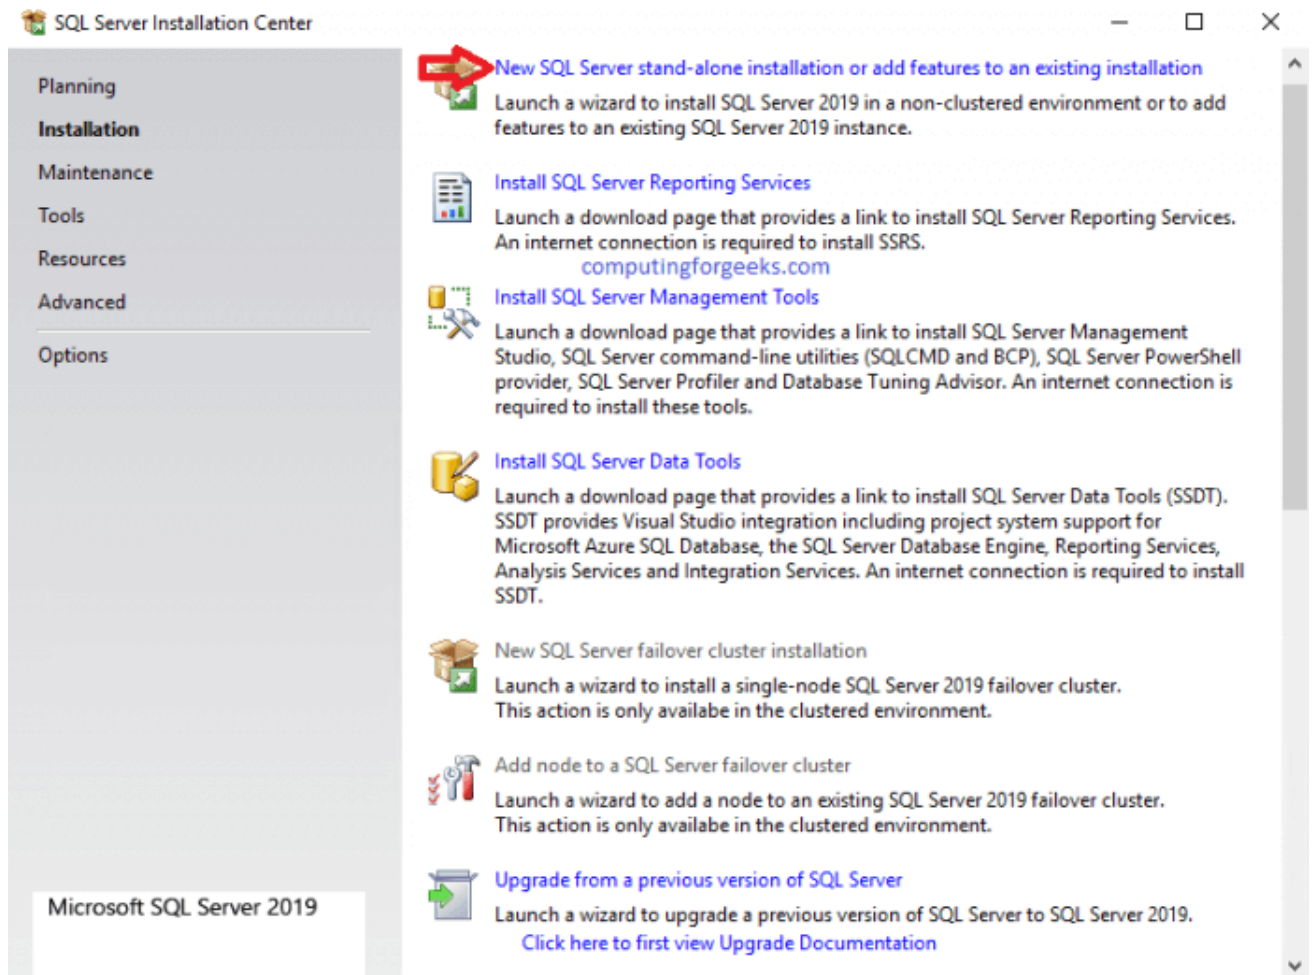 SQL Server Installation Center
Planning
Installation
Maintenance
Tools
Resources
Advanced
Options
Microsoft SQL Server 2019
New SQL Server stand-alone installation or add features to an existing installation
Launch a wizard to install SQL Server 2019 in a non-clustered environment or to add
features to an existing SQL Server 2019 instance.
Install SQL Server Reporting Services
Launch a download page that provides a link to install SQL Server Reporting Services.
An internet connection is required to install SSRS.
computingforgeeks.com
Install SQL Server Management Tools
Launch a download page that provides a link to install SQL Server Management
Studio, SQL Server command-line utilities (SQLCMD and BCP), SQL Server PowerShell
provider, SQL Server Profiler and Database Tuning Advisor. An internet connection is
required to install these tools.
Install SQL Server Data Tools
Launch a download page that provides a link to install SQL Server Data Tools (SSDT).
SSDT provides Visual Studio integration including project system support for
Microsoft Azure SQL Database, the SQL Server Database Engine, Reporting Services,
Analysis Services and Integration Services. An internet connection is required to install
SSDT.
New SQL Server failover cluster installation
Launch a wizard to install a single-node SQL Server 2019 failover cluster.
This action is only availabe in the clustered environment.
Add node to a SQL Server failover cluster
Launch a wizard to add a node to an existing SQL Server 2019 failover cluster.
This action is only availabe in the clustered environment.
Upgrade from a previous version of SQL Server
Launch a wizard to upgrade a previous version of SQL Server to SQL Server 2019.
Click here to first view Upgrade Documentation